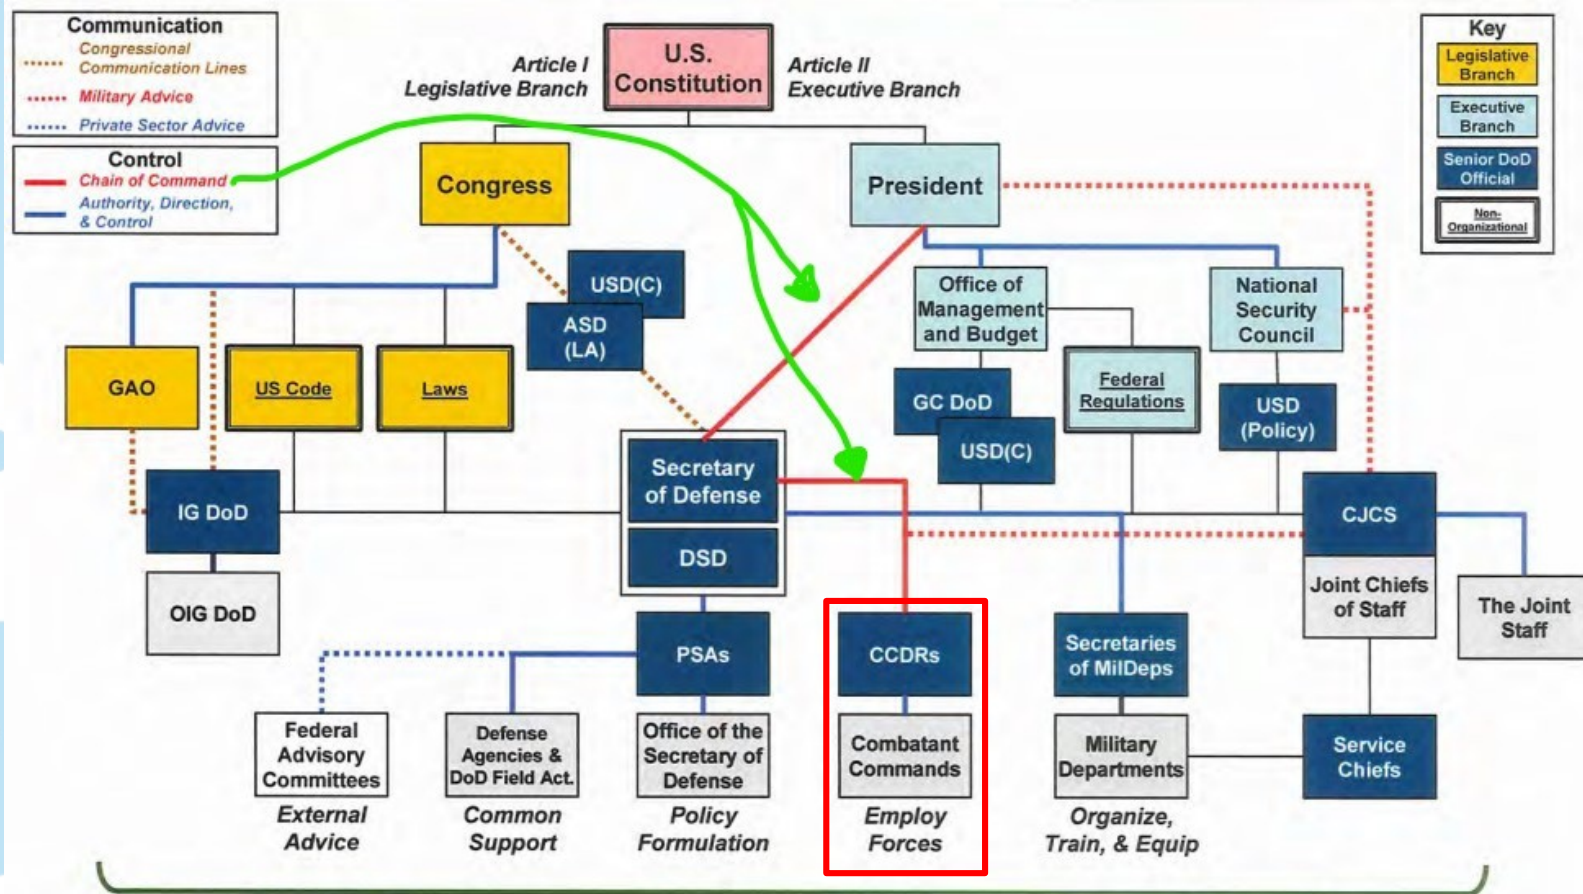 Communication
Congressional
Communication Lines
Military Advice
Private Sector Advice
Control
Chain of Command
Authority, Direction,
& Control
Article I
Legislative Branch
U.S.
Constitution
Article II
Executive Branch
Key
Legislative
Branch
Executive
Branch
Senior DoD
Official
Non-
Organizational
Congress
President
USD(C)
ASD
(LA)
Office of
Management
and Budget
National
Security
Council
GAO
US Code
Laws
GC DoD
USD(C)
Federal
Regulations
USD
(Policy)
Secretary
of Defense
DSD
IG DoD
OIG DoD
CJCS
Joint Chiefs
of Staff
The Joint
Staff
PSAs
CCDRs
Secretaries
of MilDeps
Federal
Advisory
Committees
External
Advice
Defense
Agencies &
DoD Field Act.
Common
Support
Office of the
Secretary of
Defense
Policy
Formulation
Combatant
Commands
Employ
Forces
Military
Departments
Organize,
Train, & Equip
Service
Chiefs